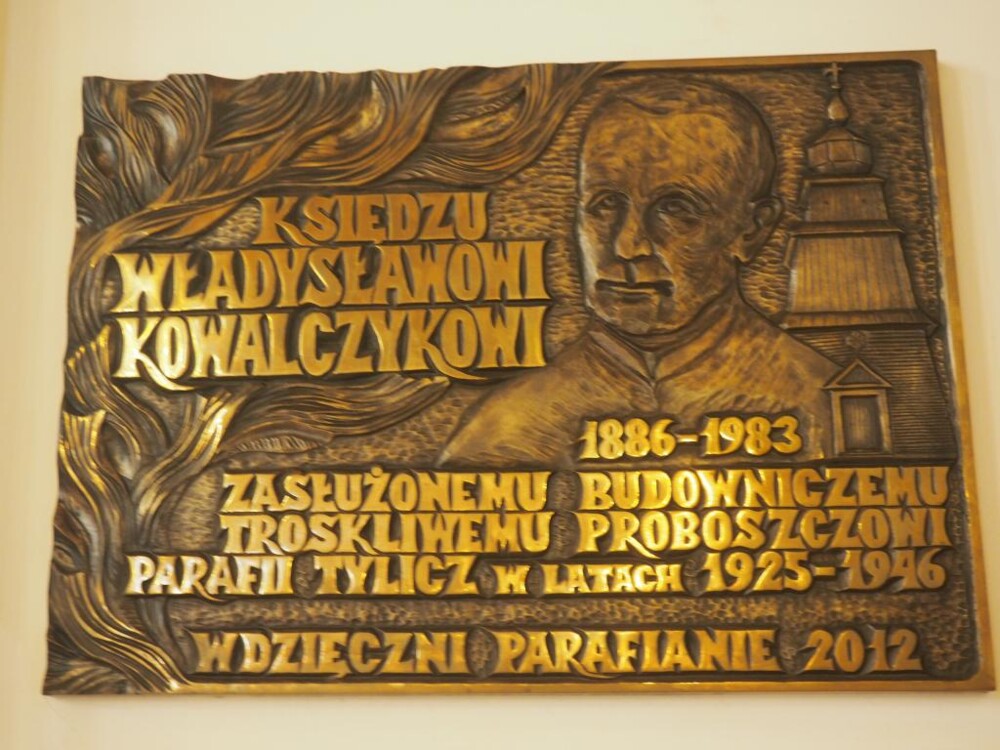 KSIĘDZU
WŁADYSŁAWOWI
KOWALCZYKOWI
1886-1983
ZASŁUŻONEMU BUDOWNICZEMU
TROSKLIWEMU PROBOSZCZOWI
PARAFII TYLICZ W LATACH 1925-1946
WDZIĘCZNI PARAFIANIE 2012